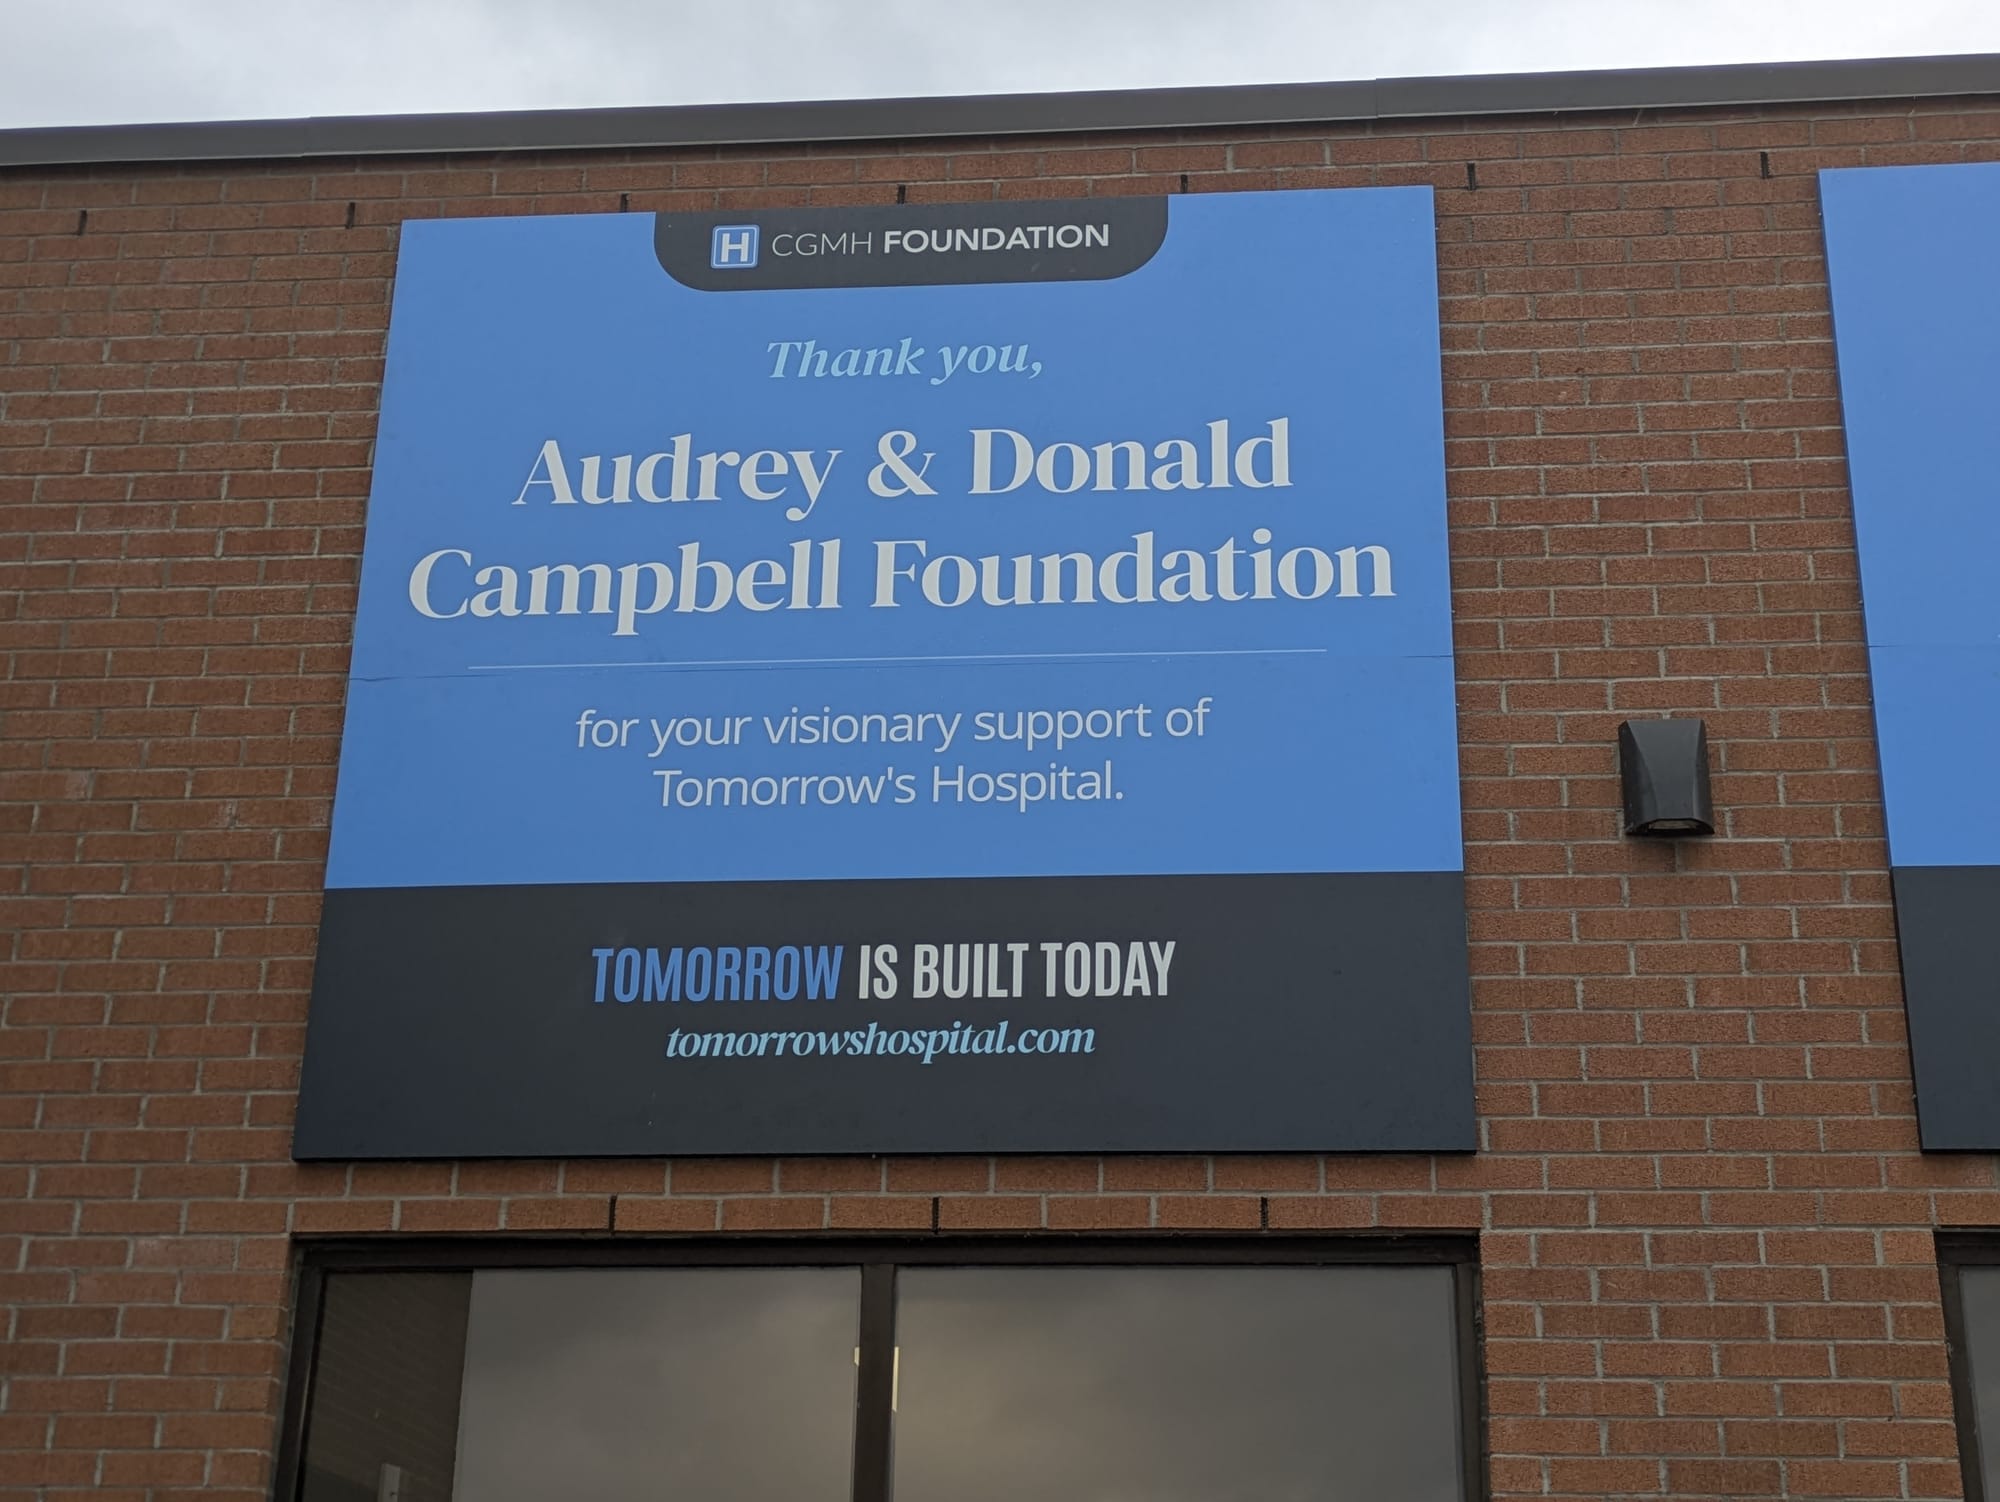 H CGMH FOUNDATION
Thank you,
Audrey & Donald
Campbell Foundation
for your visionary support of
Tomorrow's Hospital.
TOMORROW IS BUILT TODAY
tomorrowshospital.com